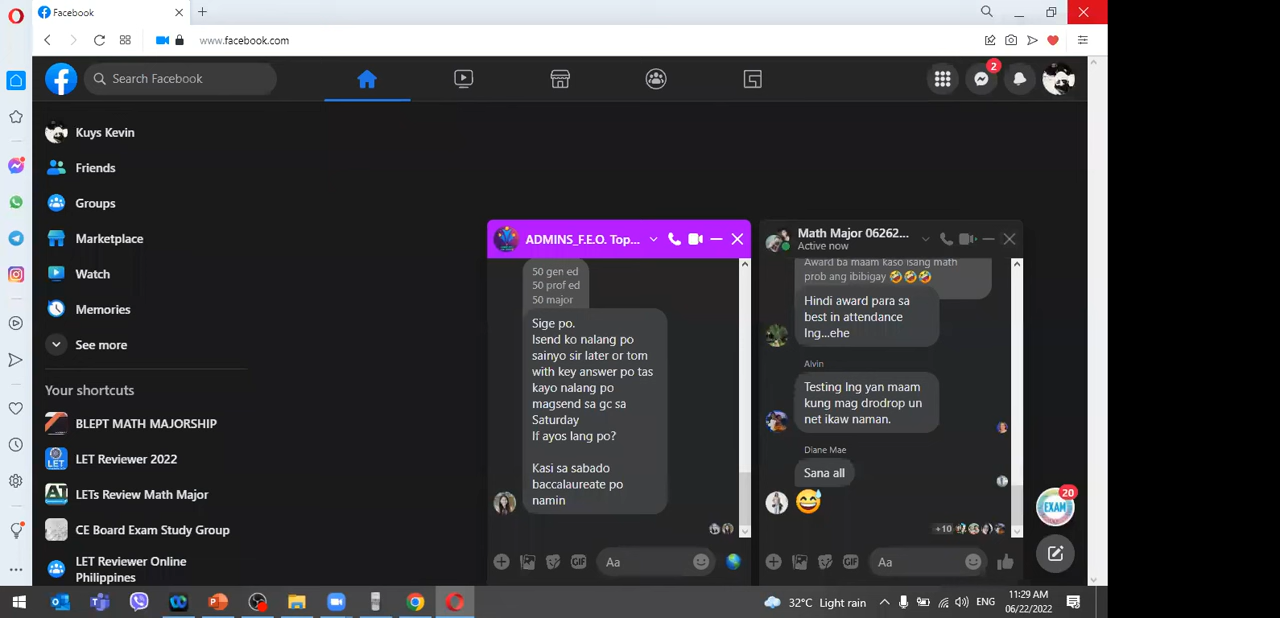 Facebook
www.facebook.com
Search Facebook
2
Kuys Kevin
Friends
Groups
Marketplace
Watch
Memories
See more
Your shortcuts
BLEPT MATH MAJORSHIP
LET Reviewer 2022
LETs Review Math Major
CE Board Exam Study Group
LET Reviewer Online
Philippines
ADMINS_F.E.O. Top...
50 gen ed
50 prof ed
50 major
Sige po.
Isend ko nalang po
sainyo sir later or tom
with key answer po tas
kayo nalang po
magsend sa gc sa
Saturday
If ayos lang po?
Kasi sa sabado
baccalaureate po
namin
GIF
Aa
Math Major 06262...
Active now
Award ba maam kaso isang math
prob ang ibibigay 🤣🤣🤣
Hindi award para sa
best in attendance
lng...ehe
Alvin
Testing lng yan maam
kung mag drodrop un
net ikaw naman.
Diane Mae
Sana all
😅
+10
GIF
Aa
EXAM
20
LET
32°C Light rain
ENG
11:29 AM
06/22/2022